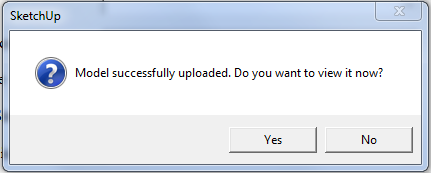 SketchUp
Model successfully uploaded. Do you want to view it now?
Yes
No